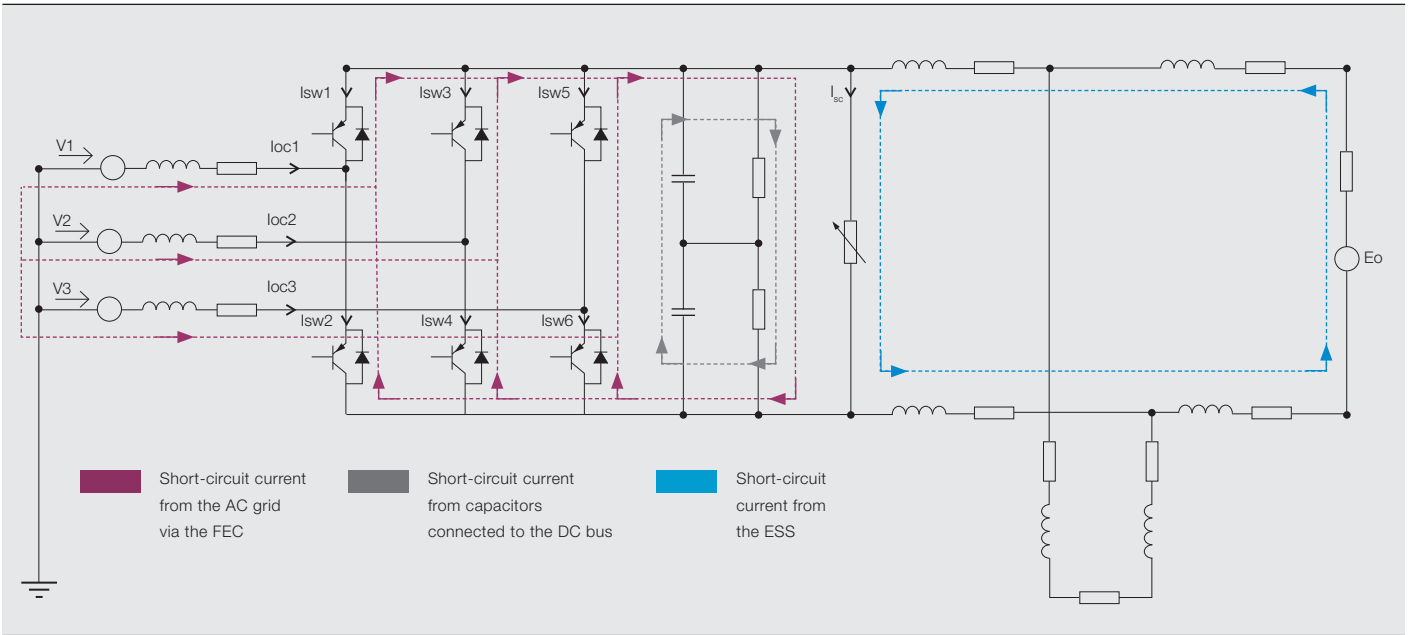 Isw1
Isw3
Isw5
Isc
V1
Ioc1
V2
Ioc2
Eo
V3
Ioc3
Isw2
Isw4
Isw6
Short-circuit current
from the AC grid
via the FEC
Short-circuit current
from capacitors
connected to the DC bus
Short-circuit
current from
the ESS